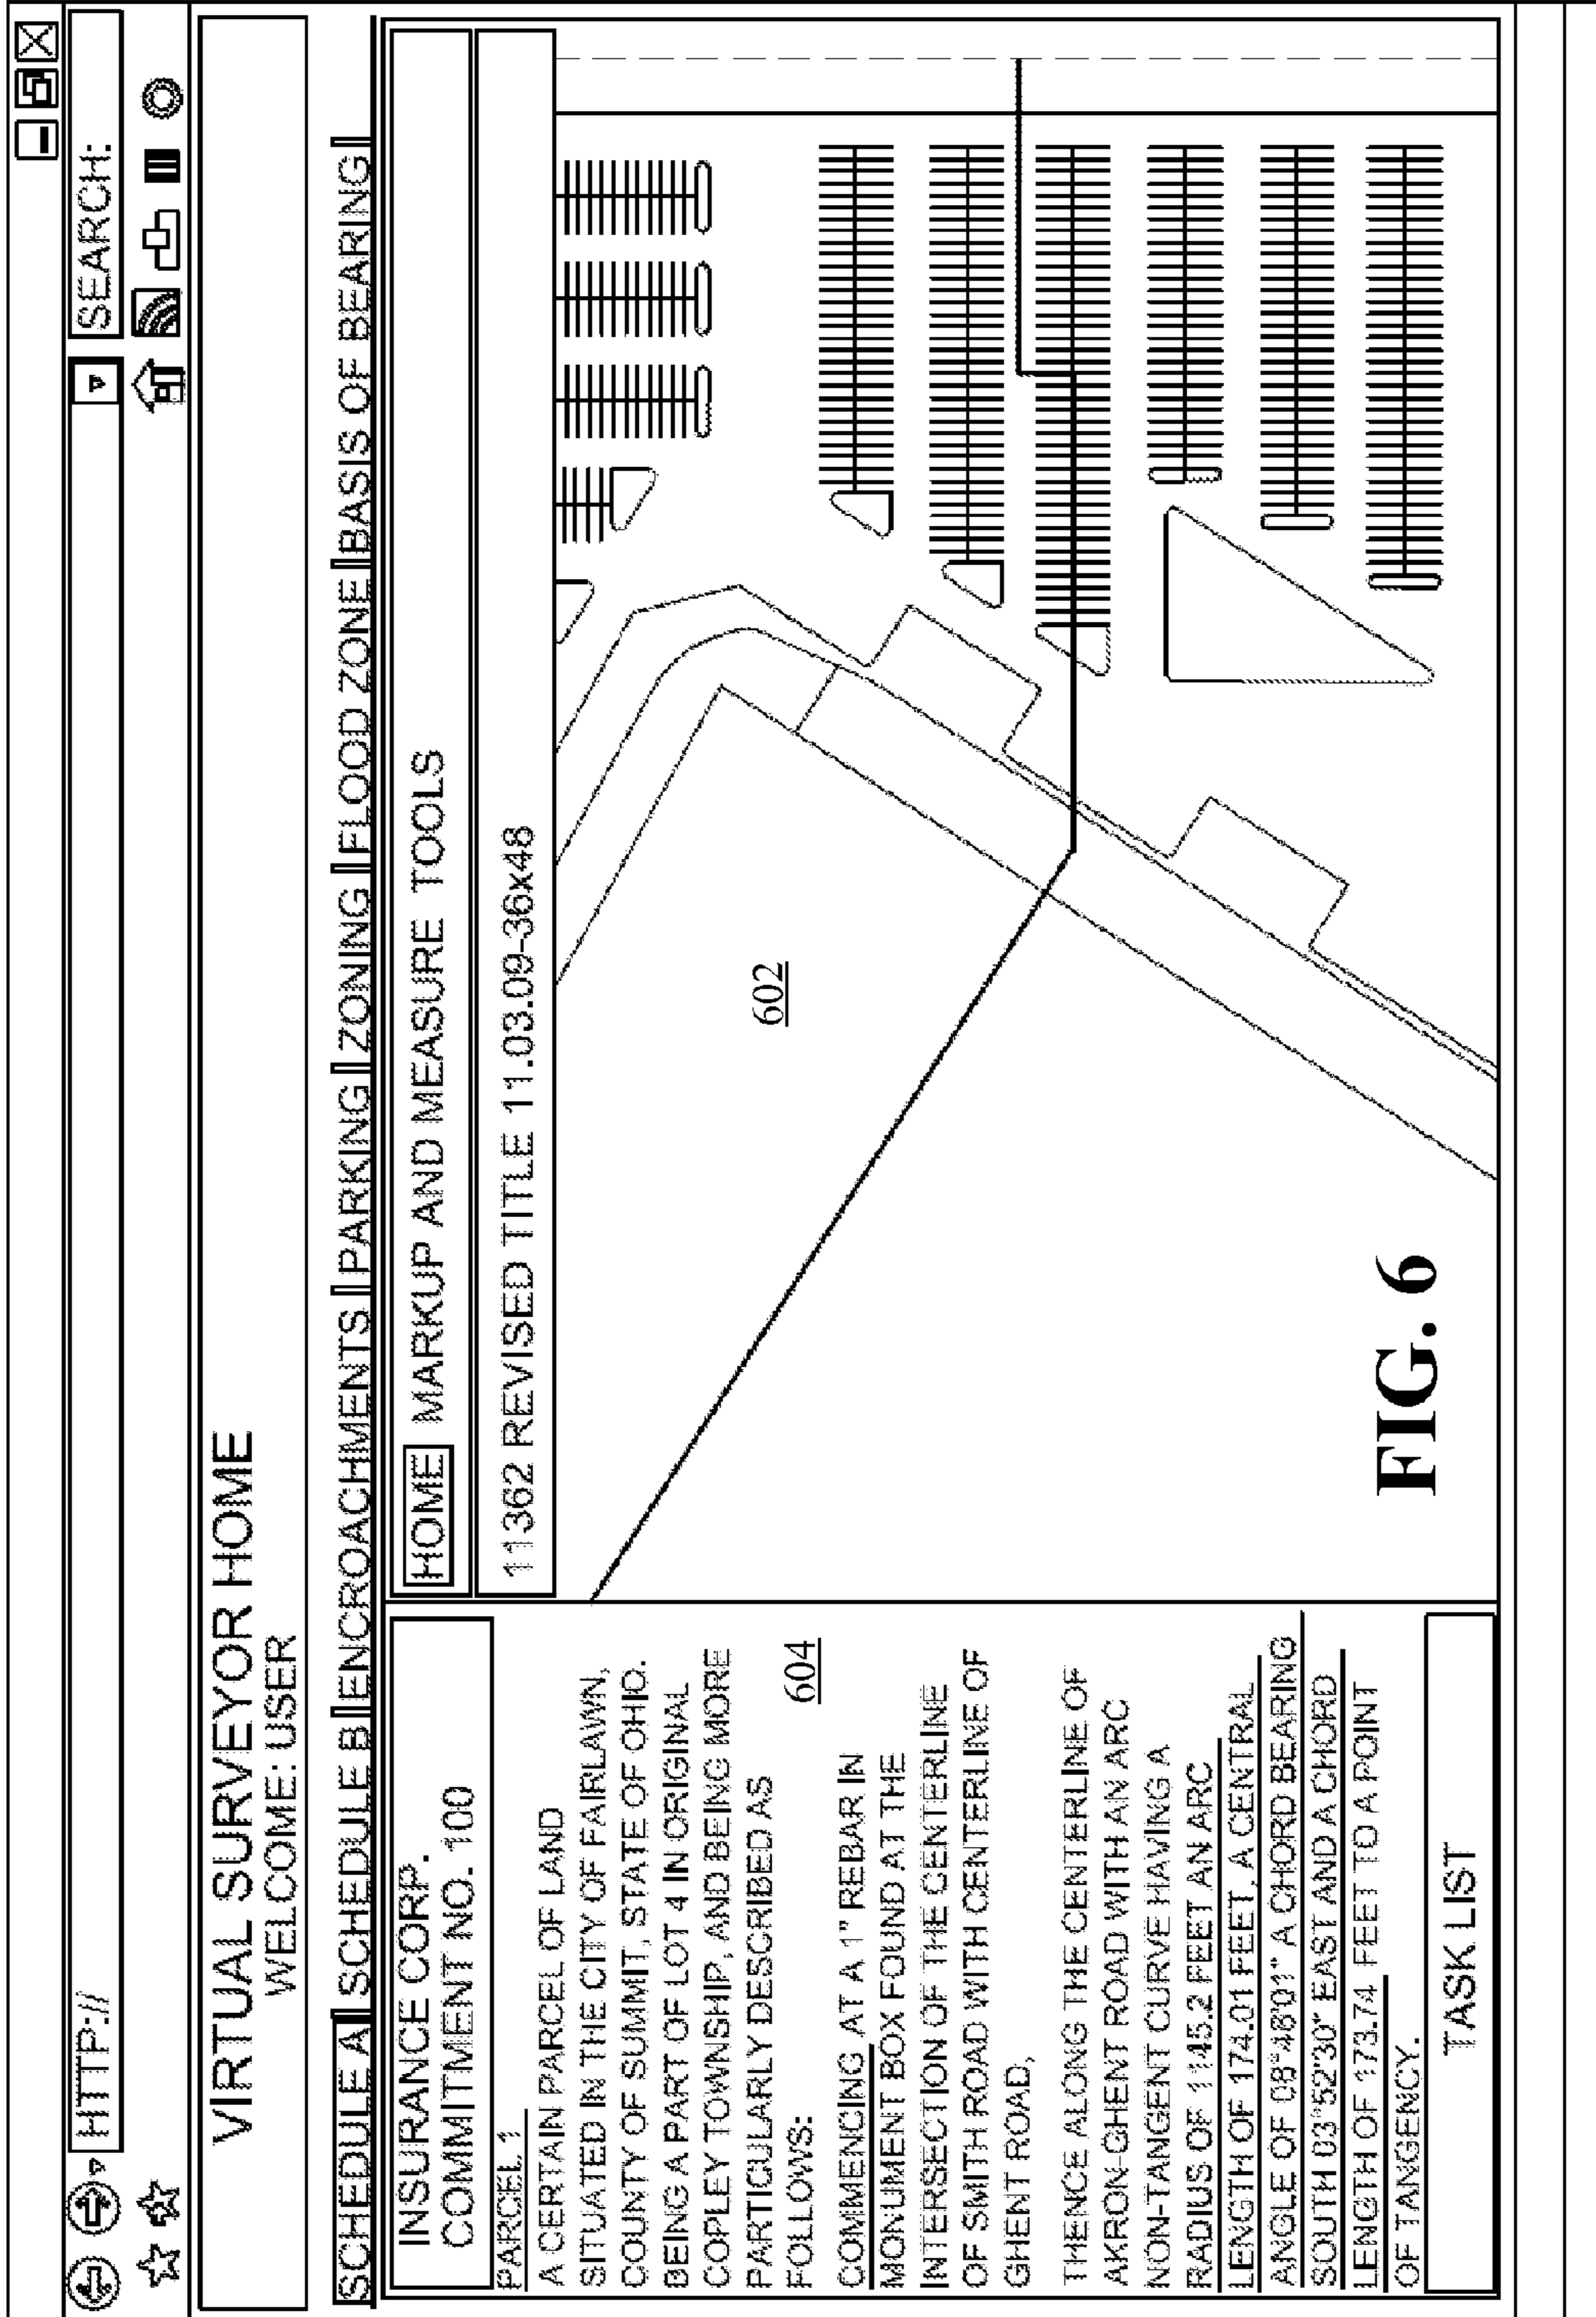 HTTP://
SEARCH:
VIRTUAL SURVEYOR HOME
WELCOME: USER
SCHEDULE A SCHEDULE B ENCROACHMENTS PARKING ZONING FLOOD ZONE BASIS OF BEARING
INSURANCE CORP.
COMMITMENT NO. 100
PARCEL 1
A CERTAIN PARCEL OF LAND
SITUATED IN THE CITY OF FAIRLAWN,
COUNTY OF SUMMIT, STATE OF OHIO.
BEING A PART OF LOT 4 IN ORIGINAL
COPLEY TOWNSHIP, AND BEING MORE
PARTICULARLY DESCRIBED AS
FOLLOWS:
604
COMMENCING AT A 1" REBAR IN
MONUMENT BOX FOUND AT THE
INTERSECTION OF THE CENTERLINE
OF SMITH ROAD WITH CENTERLINE OF
GHENT ROAD,
THENCE ALONG THE CENTERLINE OF
AKRON-GHENT ROAD WITH AN ARC
NON-TANGENT CURVE HAVING A
RADIUS OF 1145.2 FEET AN ARC
LENGTH OF 174.01 FEET, A CENTRAL
ANGLE OF 08°46'01" A CHORD BEARING
SOUTH 03°52'30" EAST AND A CHORD
LENGTH OF 173.74 FEET TO A POINT
OF TANGENCY.
TASK LIST
HOME MARKUP AND MEASURE TOOLS
11362 REVISED TITLE 11.03.09-36x48
602
FIG. 6